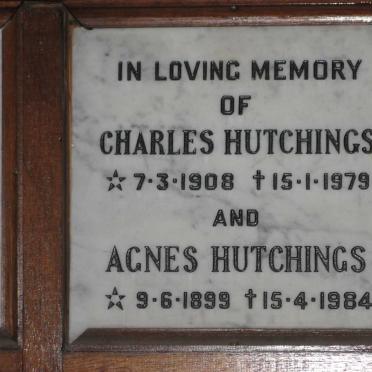 IN LOVING MEMORY
OF
CHARLES HUTCHINGS
☆ 7·3·1908 †15·1·1979
AND
AGNES HUTCHINGS
☆ 9·6·1899 †15·4·1984